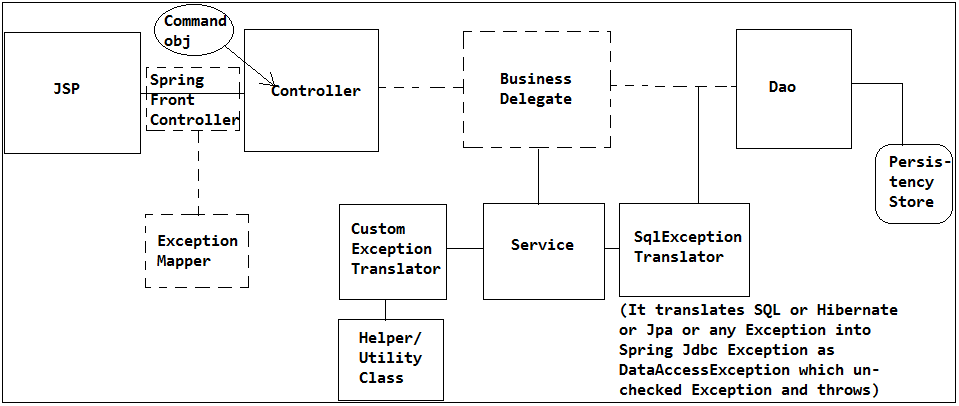 Command
obj
JSP
Spring
Front
Controller
Controller
Business
Delegate
Dao
Persis-
tency
Store
Exception
Mapper
Custom
Exception
Translator
Service
SqlException
Translator
Helper/
Utility
Class
(It translates SQL or Hibernate
or Jpa or any Exception into
Spring Jdbc Exception as
DataAccessException which un-
checked Exception and throws)